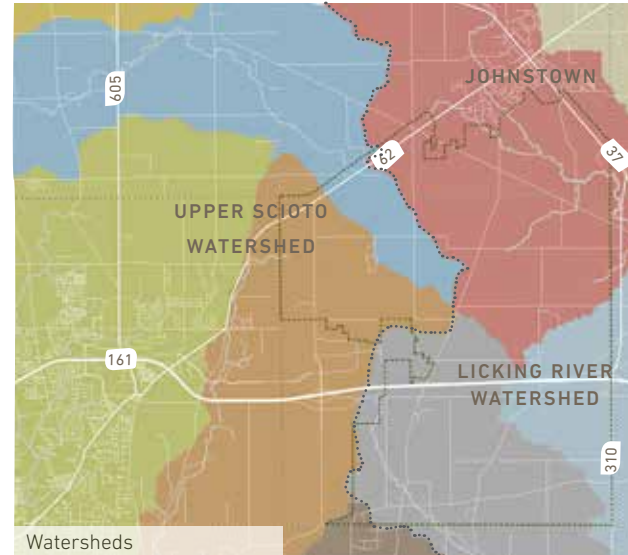 605
JOHNSTOWN
62
37
UPPER SCIOTO
WATERSHED
161
LICKING RIVER
WATERSHED
310
Watersheds